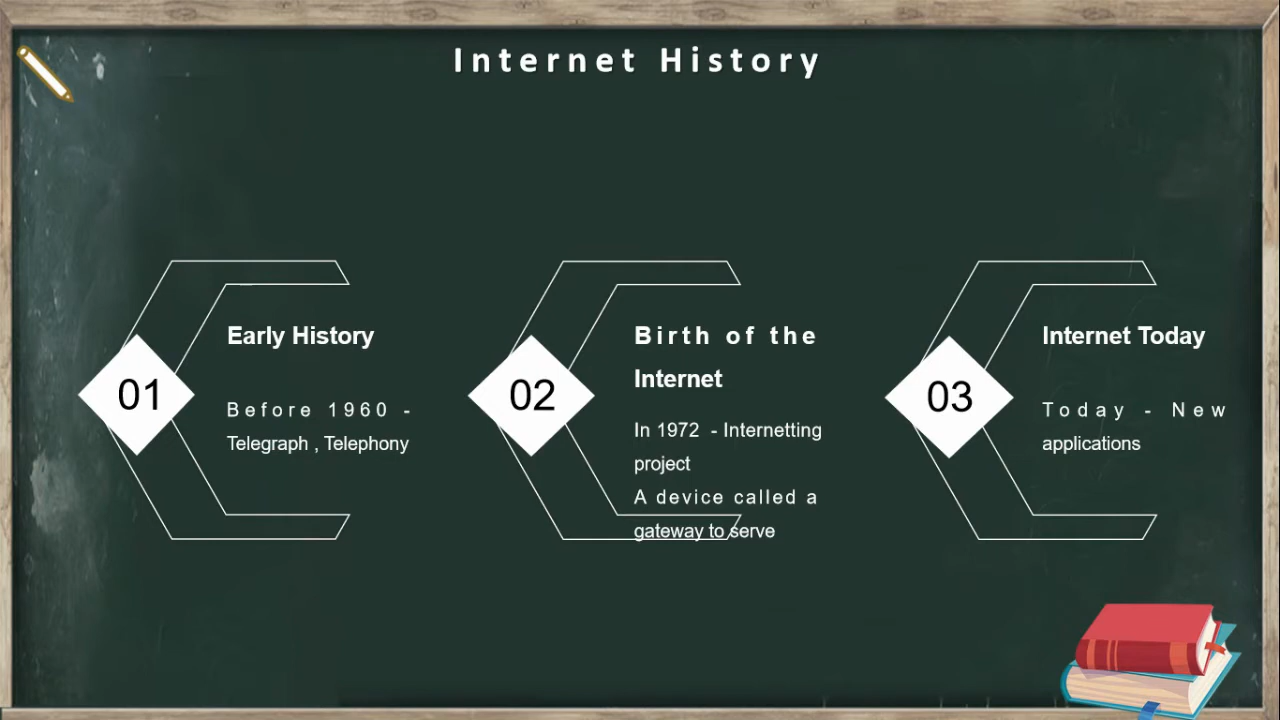 Internet History
01
Early History
Before 1960 -
Telegraph , Telephony
02
Birth of the
Internet
In 1972 - Internetting
project
A device called a
gateway to serve
03
Internet Today
Today - New
applications